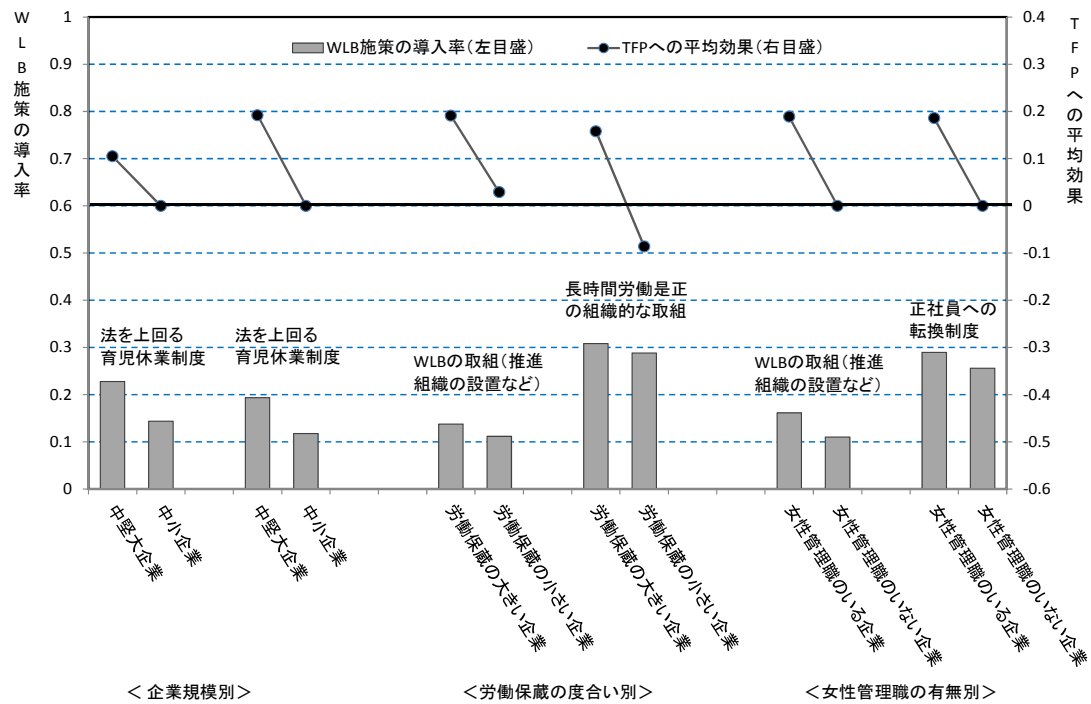 WLB施策の導入率
TFPへの平均効果
WLB施策の導入率(左目盛)
TFPへの平均効果(右目盛)
1
0.9
0.8
0.7
0.6
0.5
0.4
0.3
0.2
0.1
0
0.4
0.3
0.2
0.1
0
-0.1
-0.2
-0.3
-0.4
-0.5
-0.6
法を上回る
育児休業制度
法を上回る
育児休業制度
WLBの取組(推進
組織の設置など)
長時間労働是正
の組織的な取組
WLBの取組(推進
組織の設置など)
正社員への
転換制度
中堅大企業
中小企業
中堅大企業
中小企業
労働保蔵の大きい企業
労働保蔵の小さい企業
労働保蔵の大きい企業
労働保蔵の小さい企業
女性管理職のいる企業
女性管理職のいない企業
女性管理職のいる企業
女性管理職のいない企業
＜ 企業規模別＞
＜労働保蔵の度合い別＞
＜女性管理職の有無別＞